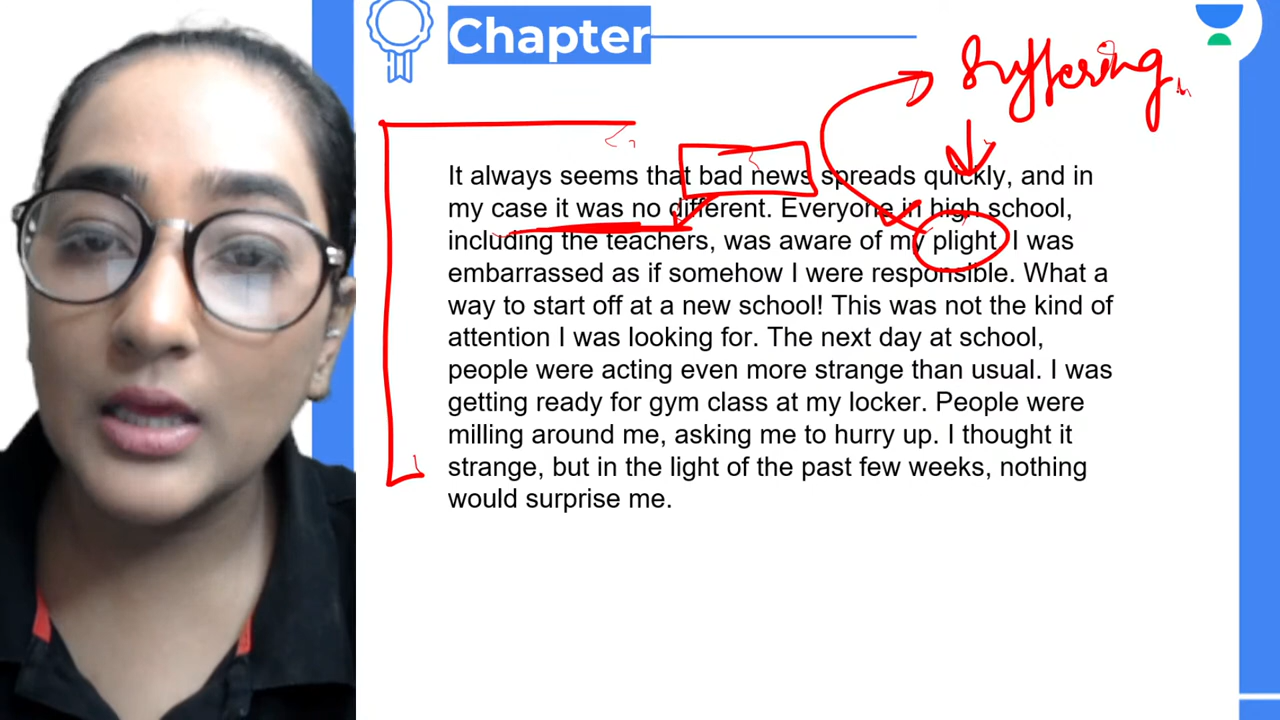 Chapter
Suffering
It always seems that bad news spreads quickly, and in
my case it was no different. Everyone in high school,
including the teachers, was aware of my plight. I was
embarrassed as if somehow I were responsible. What a
way to start off at a new school! This was not the kind of
attention I was looking for. The next day at school,
people were acting even more strange than usual. I was
getting ready for gym class at my locker. People were
milling around me, asking me to hurry up. I thought it
strange, but in the light of the past few weeks, nothing
would surprise me.